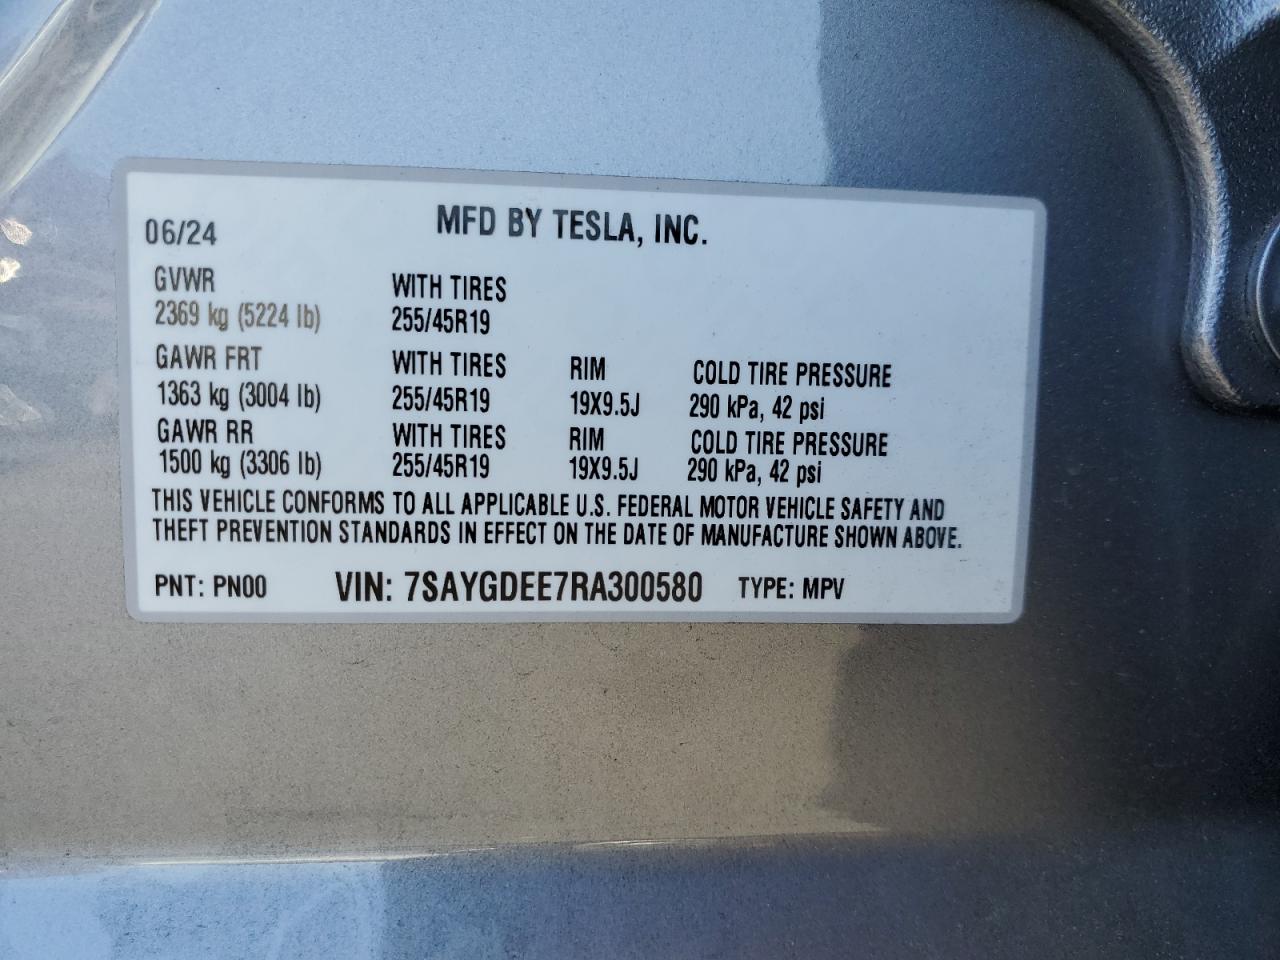 06/24 MFD BY TESLA, INC.
GVWR WITH TIRES
2369 kg (5224 lb) 255/45R19
GAWR FRT WITH TIRES RIM COLD TIRE PRESSURE
1363 kg (3004 lb) 255/45R19 19X9.5J 290 kPa, 42 psi
GAWR RR WITH TIRES RIM COLD TIRE PRESSURE
1500 kg (3306 lb) 255/45R19 19X9.5J 290 kPa, 42 psi
THIS VEHICLE CONFORMS TO ALL APPLICABLE U.S. FEDERAL MOTOR VEHICLE SAFETY AND
THEFT PREVENTION STANDARDS IN EFFECT ON THE DATE OF MANUFACTURE SHOWN ABOVE.
PNT: PN00 VIN: 7SAYGDEE7RA300580 TYPE: MPV